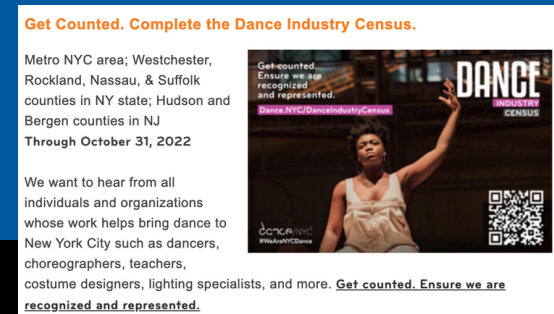 Get Counted. Complete the Dance Industry Census.
Metro NYC area; Westchester,
Rockland, Nassau, & Suffolk
counties in NY state; Hudson and
Bergen counties in NJ
Through October 31, 2022
We want to hear from all
individuals and organizations
whose work helps bring dance to
New York City such as dancers,
choreographers, teachers,
costume designers, lighting specialists, and more. Get counted. Ensure we are
recognized and represented.
Get counted.
Ensure we are
recognized
and represented.
Dance.NYC/DanceIndustryCensus
DANCE
INDUSTRY
CENSUS
dance/nyc
#WeAreNYCDance